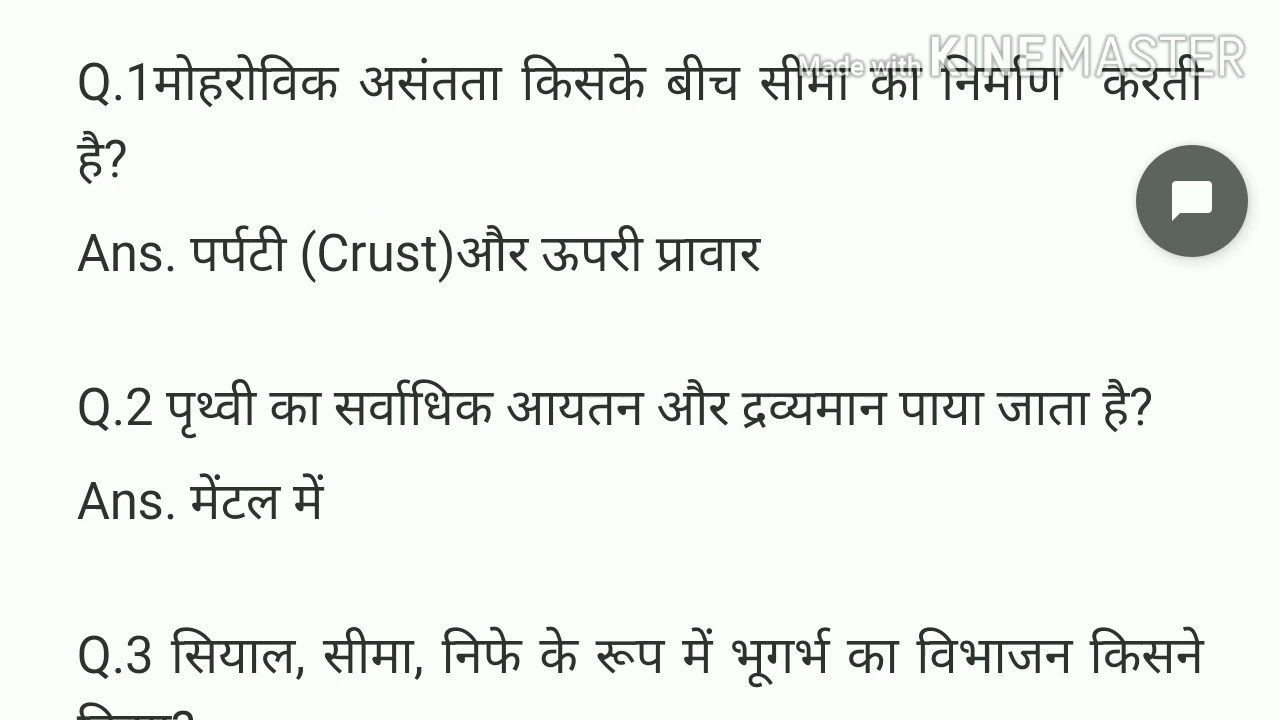 Made with KINEMASTER
Q.1मोहरोविक असंतता किसके बीच सीमा का निर्माण करती
है?
Ans. पर्पटी (Crust)और ऊपरी प्रावार
Q.2 पृथ्वी का सर्वाधिक आयतन और द्रव्यमान पाया जाता है?
Ans. मेंटल में
Q.3 सियाल, सीमा, निफे के रूप में भूगर्भ का विभाजन किसने